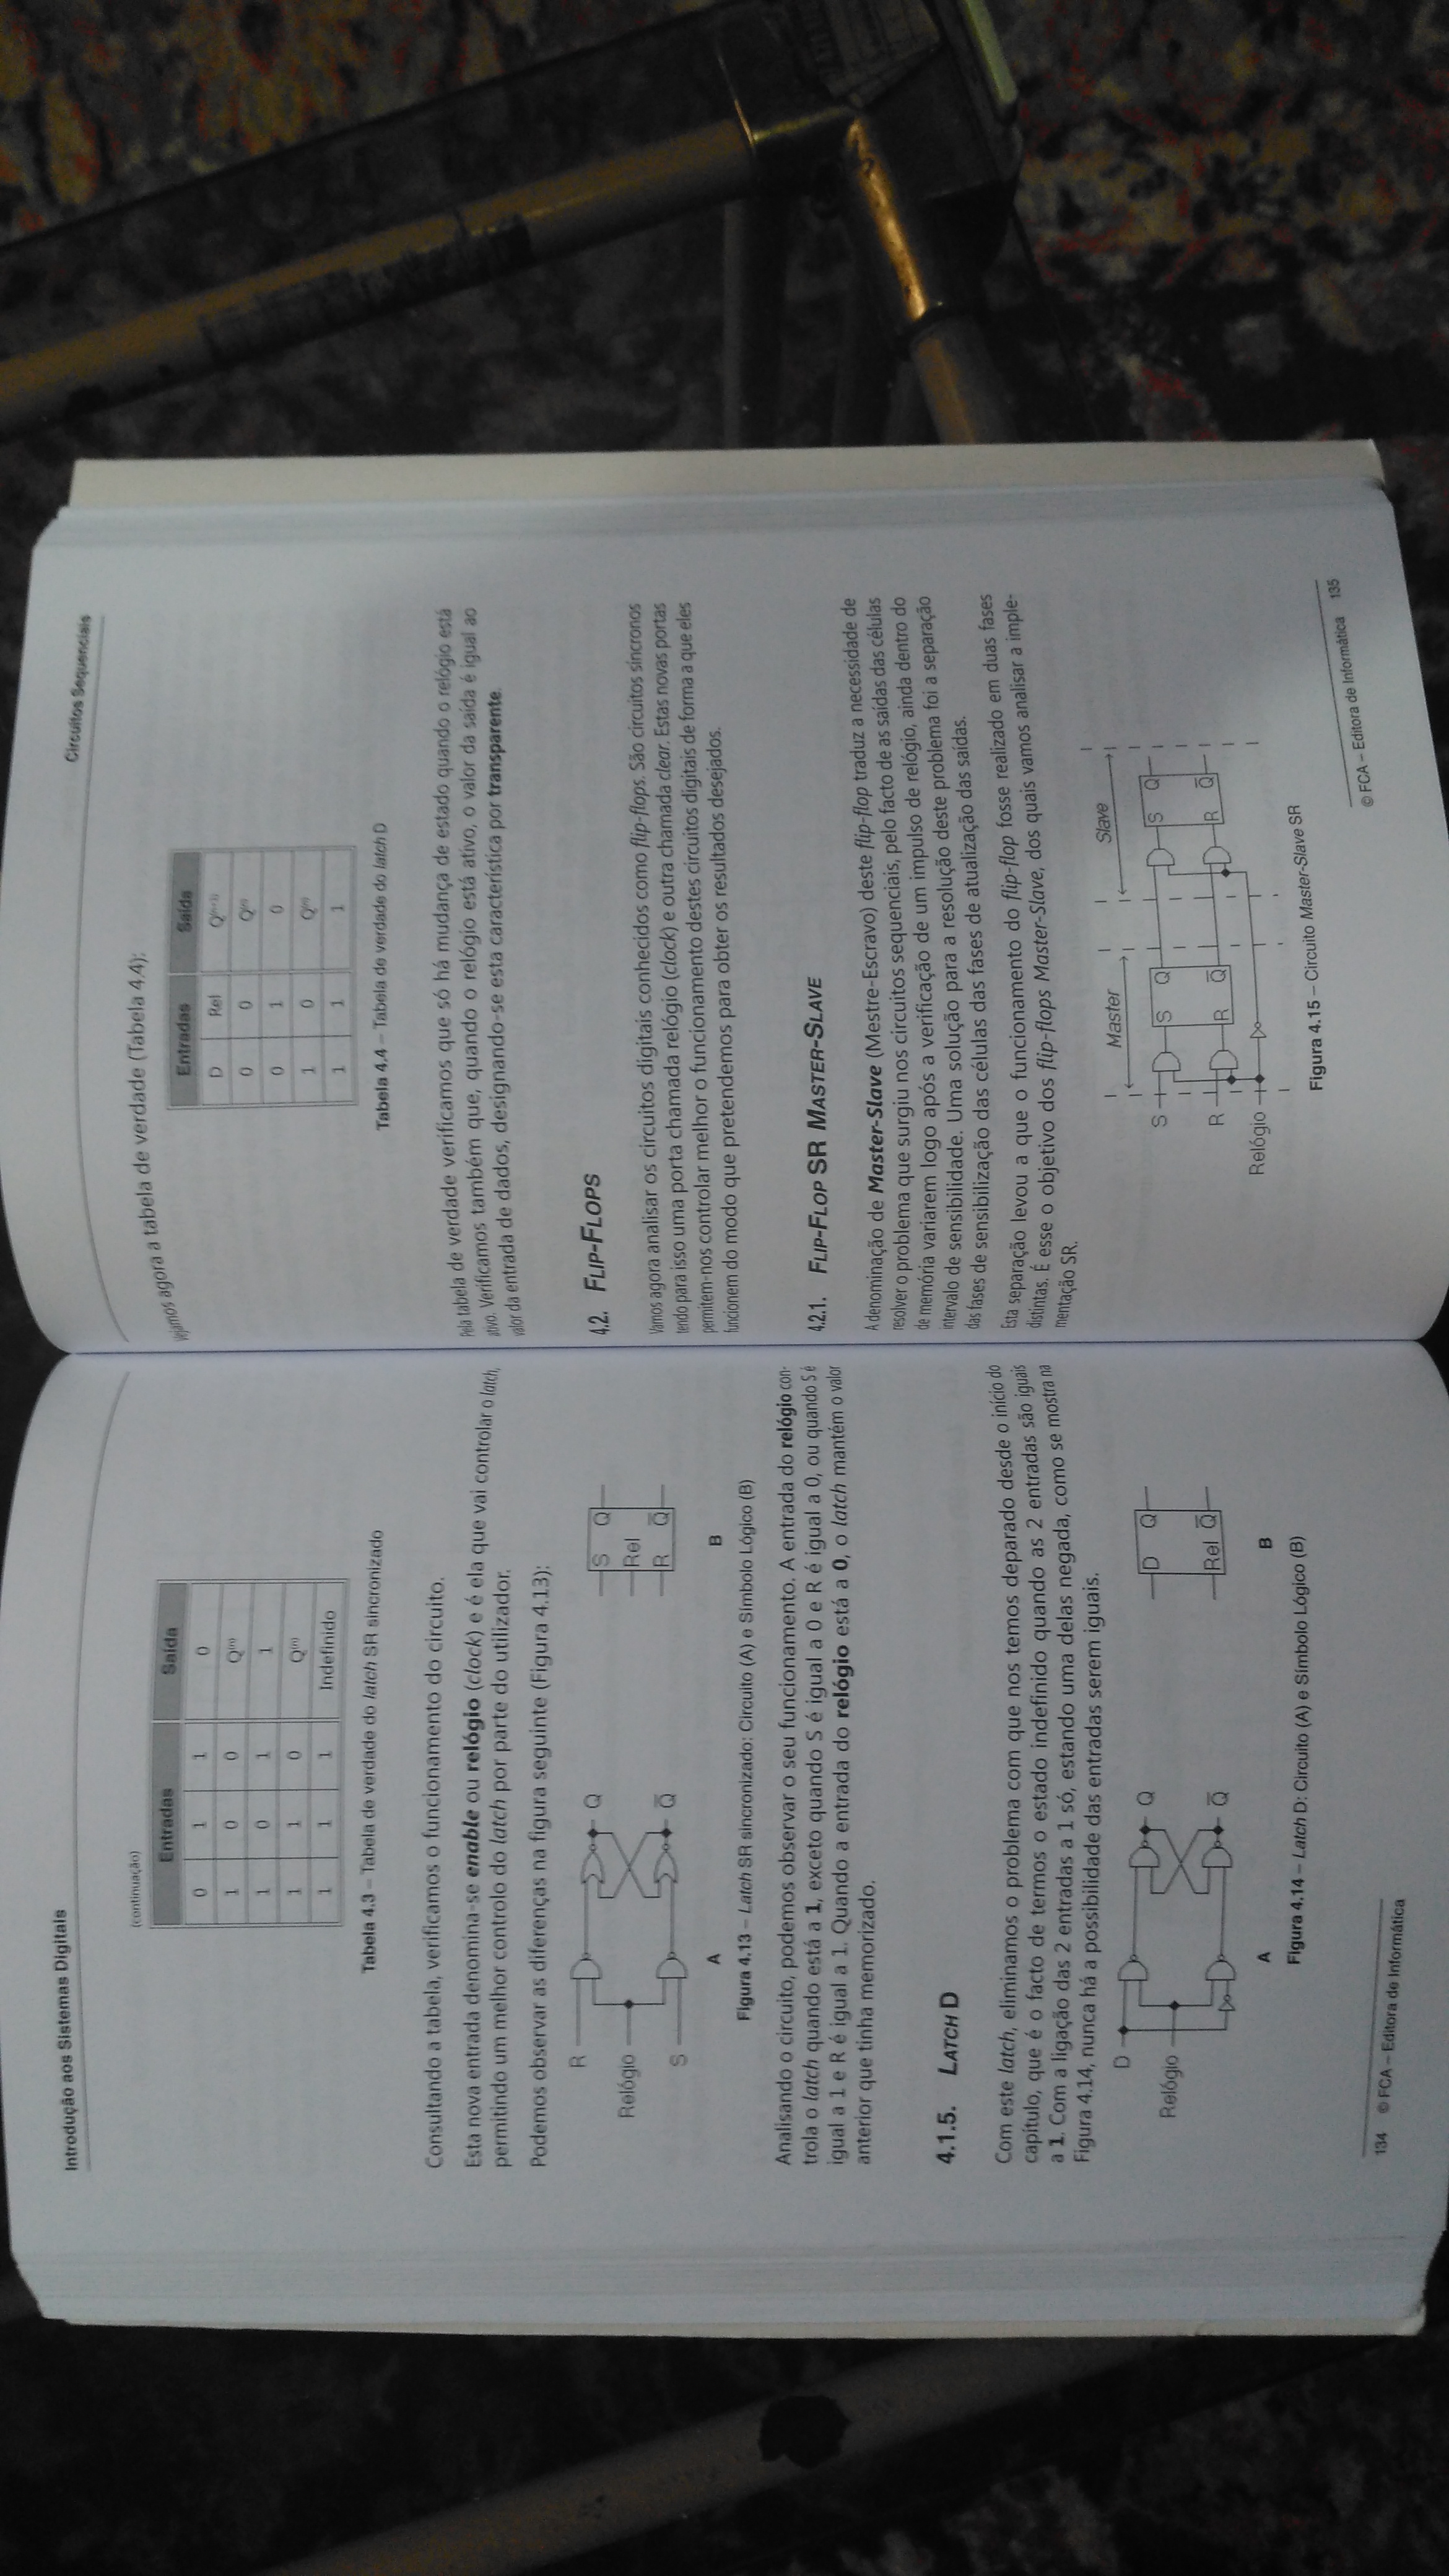 Introdução aos Sistemas Digitais
(continuação)
Entradas Saída
0 1 1 0
1 0 0 Q⁽ⁿ⁾
1 0 1 1
1 1 0 Q⁽ⁿ⁾
1 1 1 Indefinido
Tabela 4.3 – Tabela de verdade do latch SR sincronizado
Consultando a tabela, verificamos o funcionamento do circuito.
Esta nova entrada denomina-se enable ou relógio (clock) e é ela que vai controlar o latch,
permitindo um melhor controlo do latch por parte do utilizador.
Podemos observar as diferenças na figura seguinte (Figura 4.13):
R
Relógio
S
Q
Q̅
S Q
Rel
R Q̅
A B
Figura 4.13 – Latch SR sincronizado: Circuito (A) e Símbolo Lógico (B)
Analisando o circuito, podemos observar o seu funcionamento. A entrada do relógio con-
trola o latch quando está a 1, exceto quando S é igual a 0 e R é igual a 0, ou quando S é
igual a 1 e R é igual a 1. Quando a entrada do relógio está a 0, o latch mantém o valor
anterior que tinha memorizado.
4.1.5. LATCH D
Com este latch, eliminamos o problema com que nos temos deparado desde o início do
capítulo, que é o facto de termos o estado indefinido quando as 2 entradas são iguais
a 1. Com a ligação das 2 entradas a 1 só, estando uma delas negada, como se mostra na
Figura 4.14, nunca há a possibilidade das entradas serem iguais.
D
Relógio
Q
Q̅
D Q
Rel Q̅
A B
Figura 4.14 – Latch D: Circuito (A) e Símbolo Lógico (B)
134 © FCA – Editora de Informática
Circuitos Sequenciais
Vejamos agora a tabela de verdade (Tabela 4.4):
Entradas Saída
D Rel Q⁽ⁿ⁺¹⁾
0 0 Q⁽ⁿ⁾
0 1 0
1 0 Q⁽ⁿ⁾
1 1 1
Tabela 4.4 – Tabela de verdade do latch D
Pela tabela de verdade verificamos que só há mudança de estado quando o relógio está
ativo. Verificamos também que, quando o relógio está ativo, o valor da saída é igual ao
valor da entrada de dados, designando-se esta característica por transparente.
4.2. FLIP-FLOPS
Vamos agora analisar os circuitos digitais conhecidos como flip-flops. São circuitos síncronos
tendo para isso uma porta chamada relógio (clock) e outra chamada clear. Estas novas portas
permitem-nos controlar melhor o funcionamento destes circuitos digitais de forma a que eles
funcionem do modo que pretendemos para obter os resultados desejados.
4.2.1. FLIP-FLOP SR MASTER-SLAVE
A denominação de Master-Slave (Mestre-Escravo) deste flip-flop traduz a necessidade de
resolver o problema que surgiu nos circuitos sequenciais, pelo facto de as saídas das células
de memória variarem logo após a verificação de um impulso de relógio, ainda dentro do
intervalo de sensibilidade. Uma solução para a resolução deste problema foi a separação
das fases de sensibilização das células das fases de atualização das saídas.
Esta separação levou a que o funcionamento do flip-flop fosse realizado em duas fases
distintas. É esse o objetivo dos flip-flops Master-Slave, dos quais vamos analisar a imple-
mentação SR.
Master Slave
S S Q S Q
R R Q̅ R Q̅
Relógio
Figura 4.15 – Circuito Master-Slave SR
© FCA – Editora de Informática 135